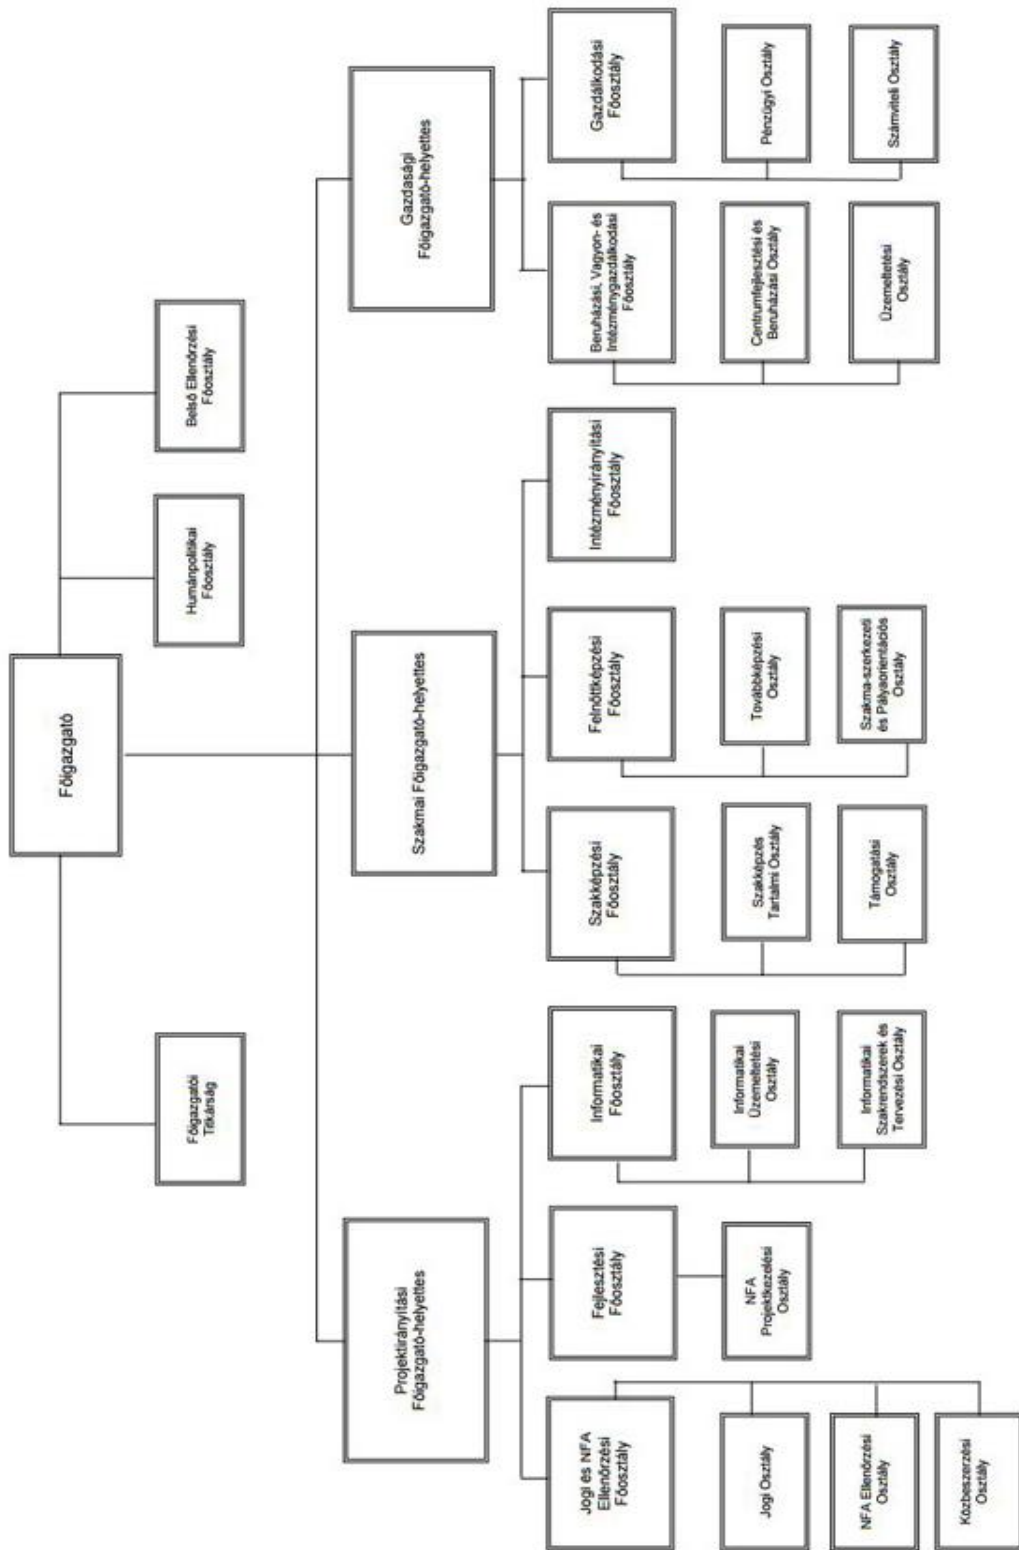 Főigazgató
Főigazgatói
Titkárság
Humánpolitikai
Főosztály
Belső Ellenőrzési
Főosztály
Projektirányítási
Főigazgató-helyettes
Szakmai Főigazgató-helyettes
Gazdasági
Főigazgató-helyettes
Jogi és NFA
Ellenőrzési
Főosztály
Fejlesztési
Főosztály
Informatikai
Főosztály
Szakképzési
Főosztály
Felnőttképzési
Főosztály
Intézményirányítási
Főosztály
Beruházási, Vagyon- és
Intézménygazdálkodási
Főosztály
Gazdálkodási
Főosztály
Jogi Osztály
NFA
Projektkezelési
Osztály
Informatikai
Üzemeltetési
Osztály
Szakképzés
Tartalmi Osztály
Továbbképzési
Osztály
Centrumfejlesztési és
Beruházási Osztály
Pénzügyi Osztály
NFA Ellenőrzési
Osztály
Informatikai
Szakrendszerek és
Tervezési Osztály
Támogatási
Osztály
Szakma-szerkezeti
és Pályaorientációs
Osztály
Üzemeltetési
Osztály
Számviteli Osztály
Közbeszerzési
Osztály